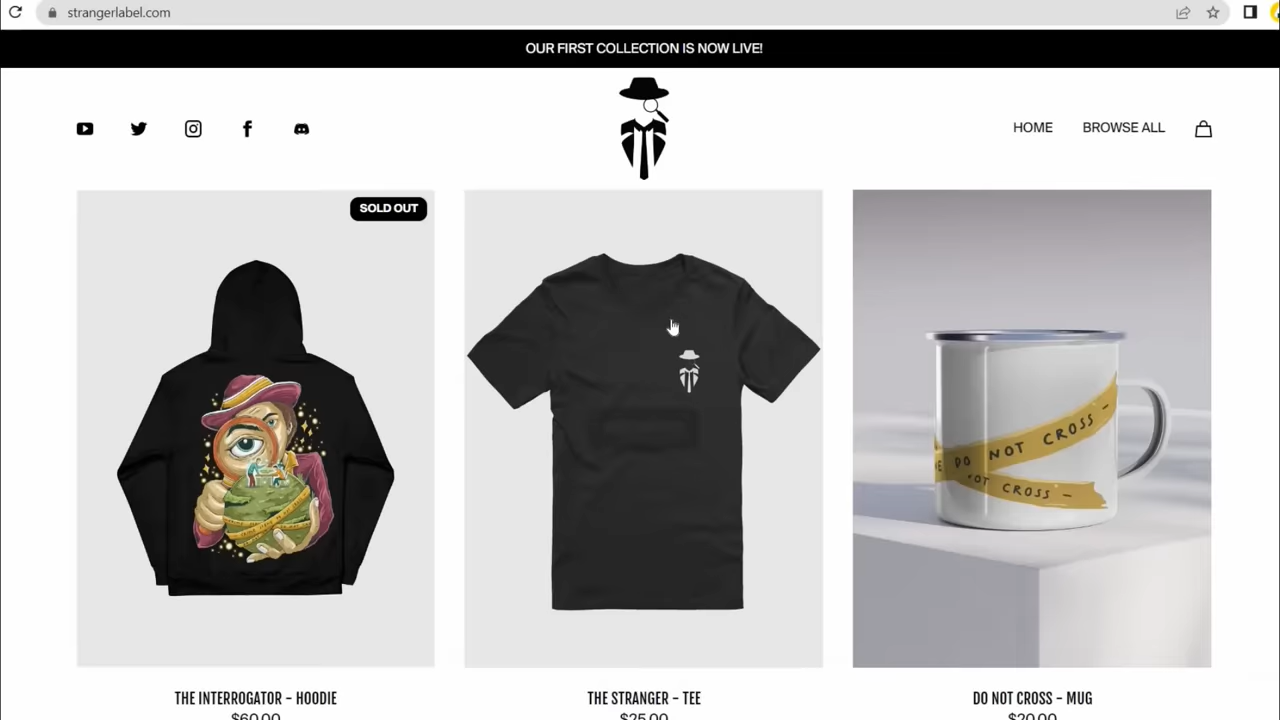 strangerlabel.com
OUR FIRST COLLECTION IS NOW LIVE!
HOME
BROWSE ALL
SOLD OUT
DO NOT CROSS –
OT CROSS –
THE INTERROGATOR – HOODIE
THE STRANGER – TEE
DO NOT CROSS – MUG
$60.00
$25.00
$20.00